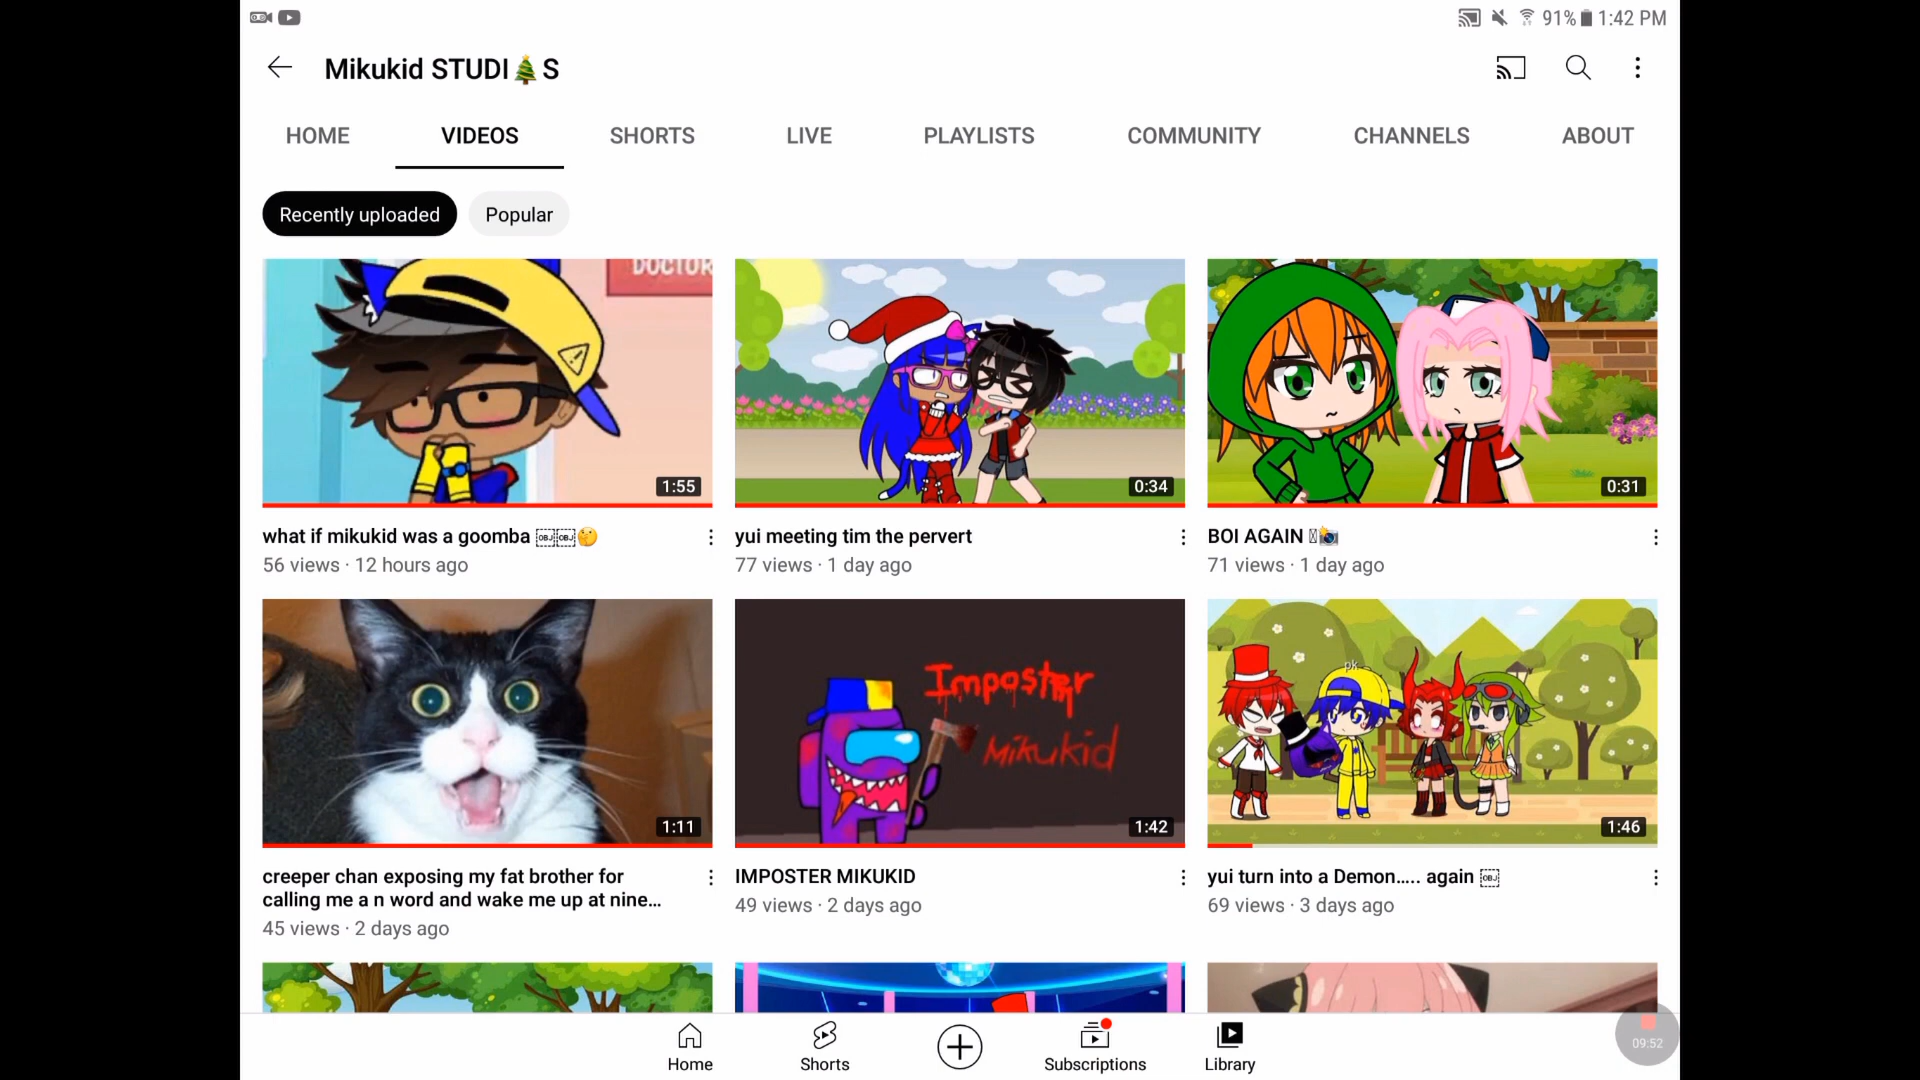 91% 1:42 PM
Mikukid STUDI🎄S
HOME VIDEOS SHORTS LIVE PLAYLISTS COMMUNITY CHANNELS ABOUT
Recently uploaded Popular
DOCTOR
1:55
0:34
0:31
what if mikukid was a goomba 🤔
56 views · 12 hours ago
yui meeting tim the pervert
77 views · 1 day ago
BOI AGAIN 📸
71 views · 1 day ago
1:11
Imposter
Mikukid
1:42
pk
1:46
creeper chan exposing my fat brother for
calling me a n word and wake me up at nine...
45 views · 2 days ago
IMPOSTER MIKUKID
49 views · 2 days ago
yui turn into a Demon..... again
69 views · 3 days ago
Home Shorts Subscriptions Library
09:52